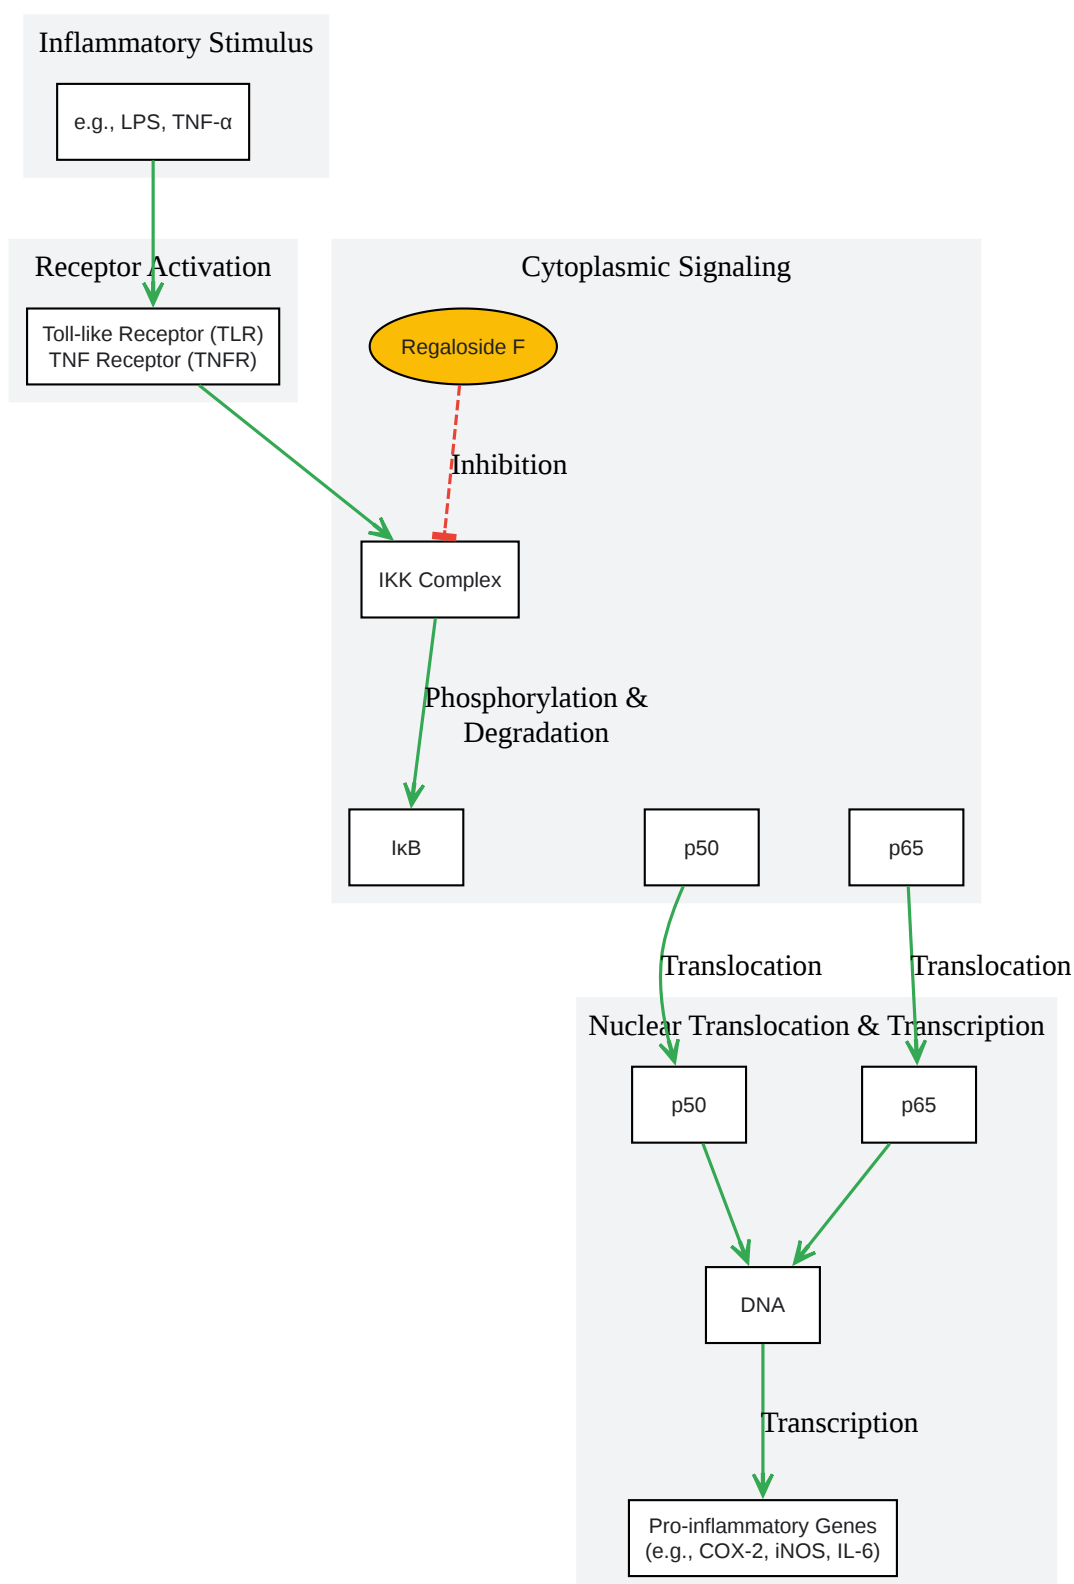 Inflammatory Stimulus
e.g., LPS, TNF-α
Receptor Activation
Toll-like Receptor (TLR)
TNF Receptor (TNFR)
Cytoplasmic Signaling
Regaloside F
Inhibition
IKK Complex
Phosphorylation &
Degradation
IκB
p50
p65
Translocation
Translocation
Nuclear Translocation & Transcription
p50
p65
DNA
Transcription
Pro-inflammatory Genes
(e.g., COX-2, iNOS, IL-6)